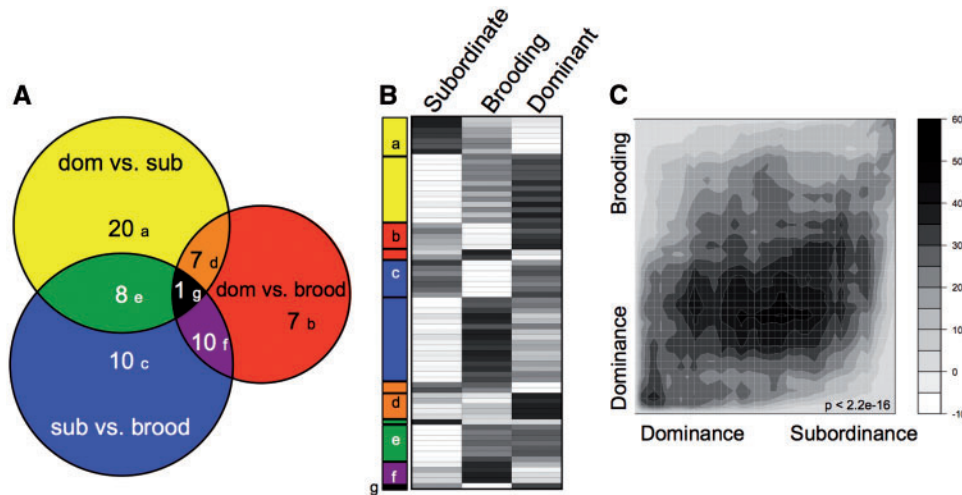 A
dom vs. sub
20 a
7 d
8 e
1 g
dom vs. brood
7 b
10 f
10 c
sub vs. brood
B
Subordinate
Brooding
Dominant
a
b
c
d
e
f
g
C
Brooding
Dominance
Dominance
Subordinance
p < 2.2e-16
60
50
40
30
20
10
0
-10